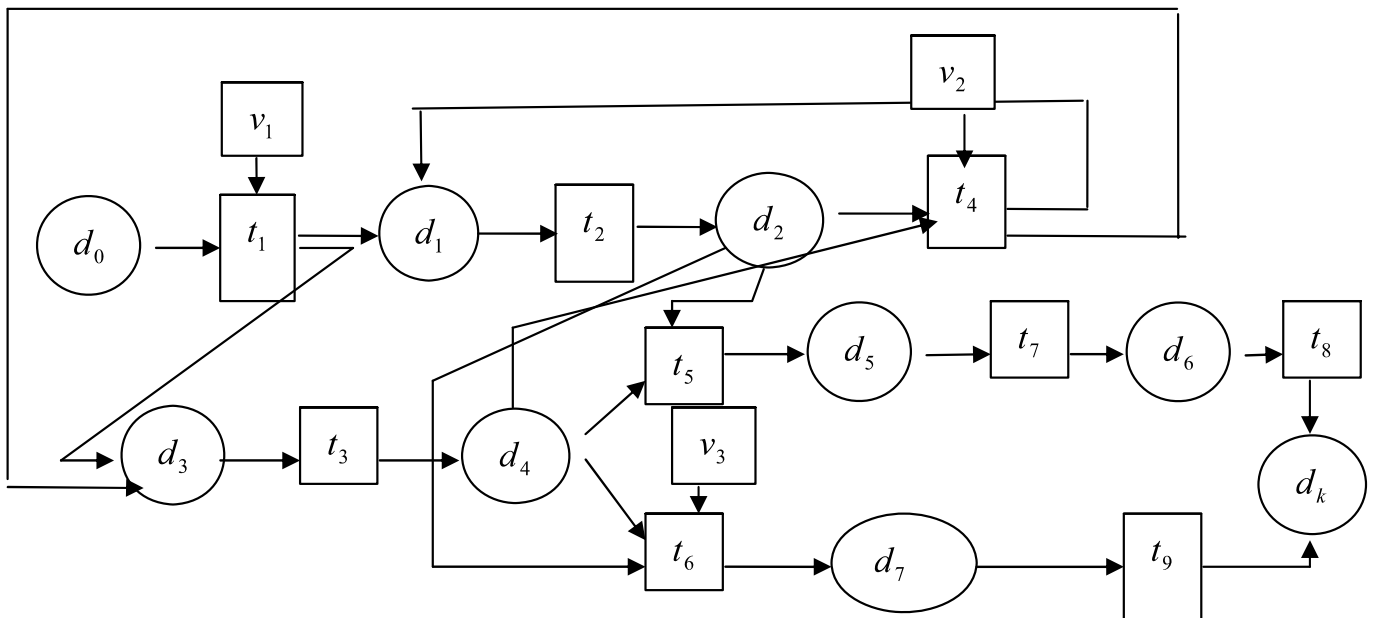 v₂
v₁
d₀ t₁ d₁ t₂ d₂ t₄
t₅ d₅ t₇ d₆ t₈
d₃ t₃ d₄ v₃ dₖ
t₆ d₇ t₉